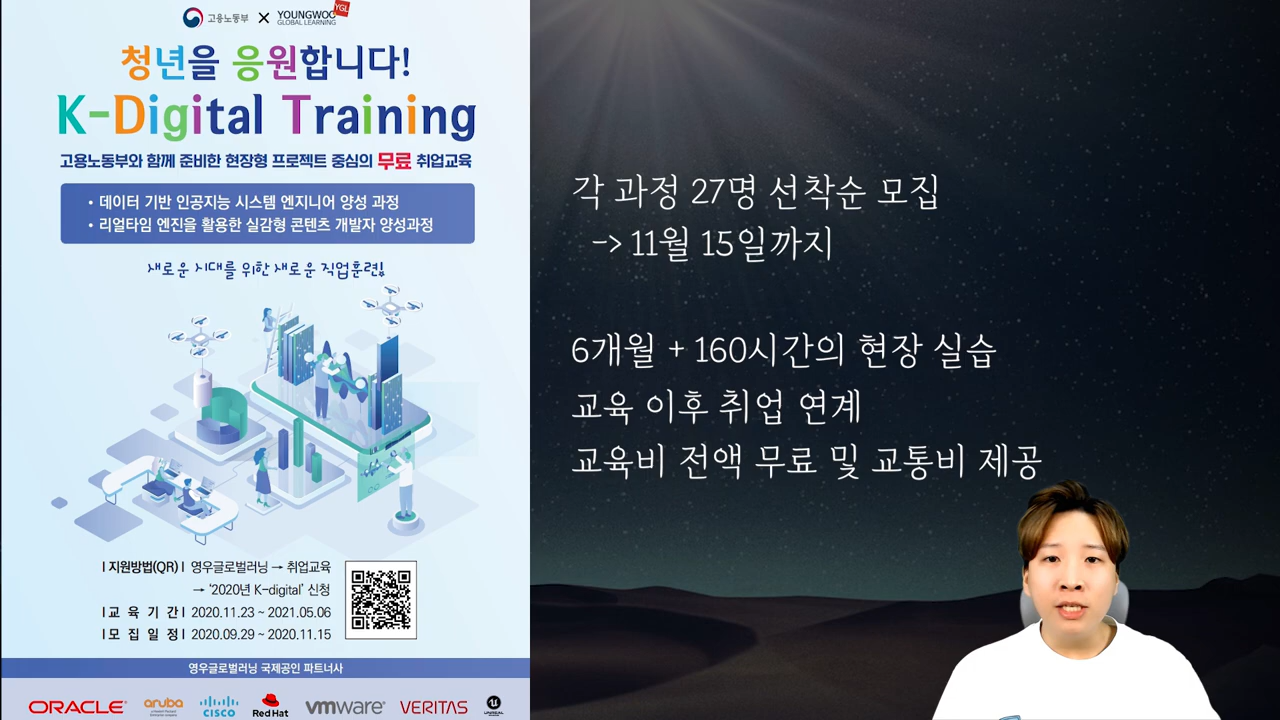 고용노동부 × YOUNGWOO GLOBAL LEARNING YGL
청년을 응원합니다!
K-Digital Training
고용노동부와 함께 준비한 현장형 프로젝트 중심의 무료 취업교육
• 데이터 기반 인공지능 시스템 엔지니어 양성 과정
• 리얼타임 엔진을 활용한 실감형 콘텐츠 개발자 양성과정
새로운 시대를 위한 새로운 직업훈련!
I 지원방법(QR) I 영우글로벌러닝 → 취업교육
→ '2020년 K-digital' 신청
I 교 육 기 간 I 2020.11.23 ~ 2021.05.06
I 모 집 일 정 I 2020.09.29 ~ 2020.11.15
영우글로벌러닝 국제공인 파트너사
ORACLE aruba CISCO Red Hat vmware VERITAS UNREAL
각 과정 27명 선착순 모집
-> 11월 15일까지
6개월 + 160시간의 현장 실습
교육 이후 취업 연계
교육비 전액 무료 및 교통비 제공